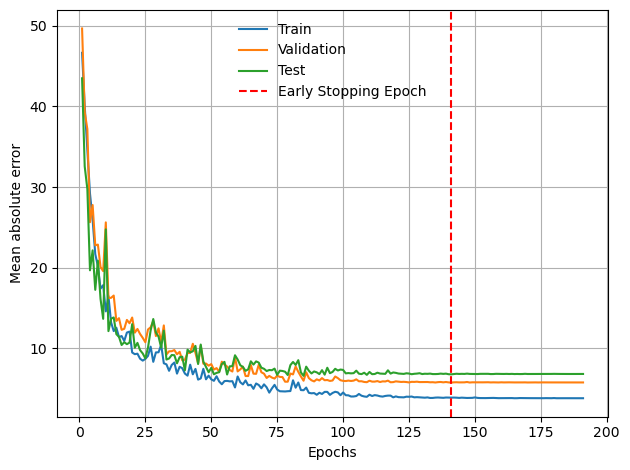 50
40
30
20
10
Mean absolute error
Train
Validation
Test
Early Stopping Epoch
0 25 50 75 100 125 150 175 200
Epochs